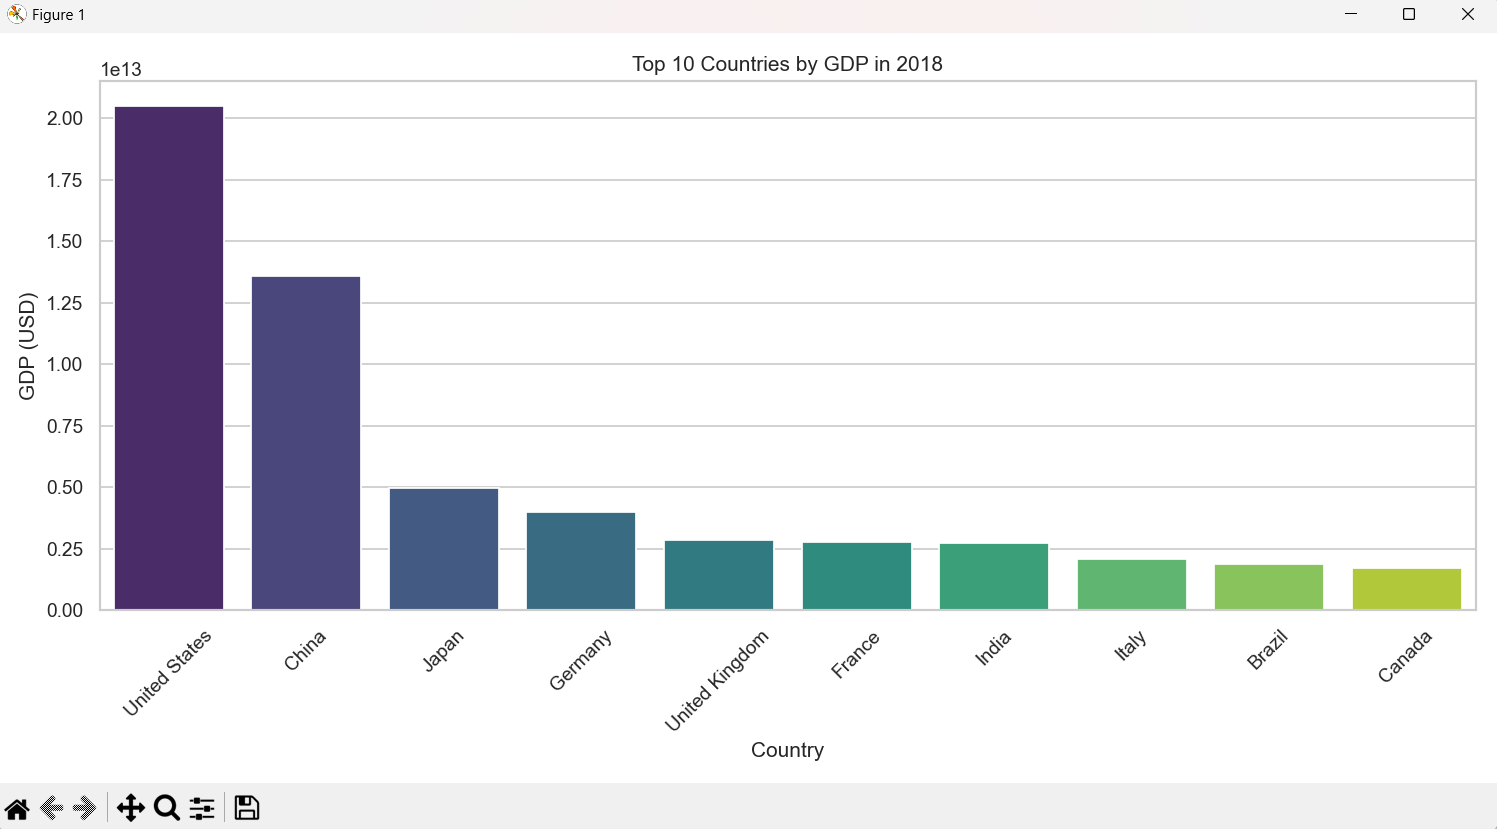 Figure 1
Top 10 Countries by GDP in 2018
1e13
2.00
1.75
1.50
1.25
1.00
0.75
0.50
0.25
0.00
GDP (USD)
United States
China
Japan
Germany
United Kingdom
France
India
Italy
Brazil
Canada
Country